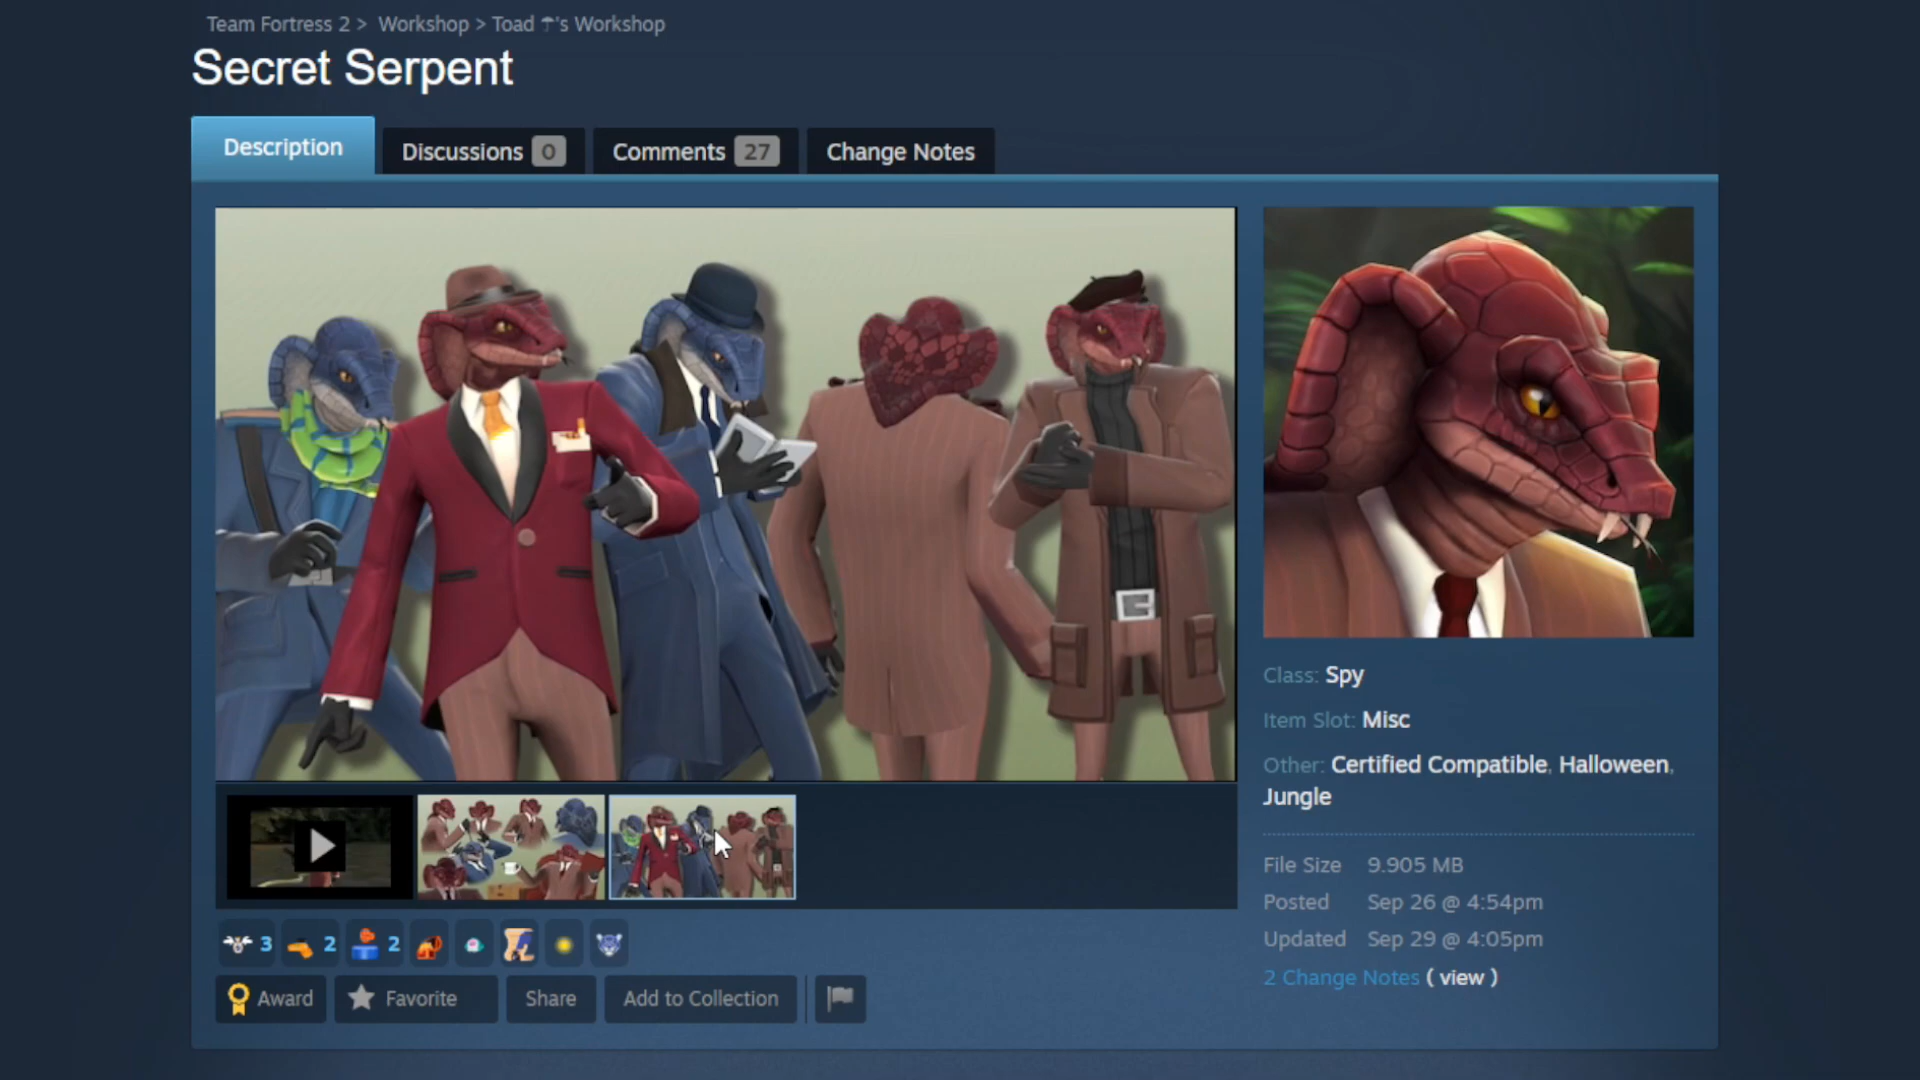 Team Fortress 2 > Workshop > Toad ☂'s Workshop
Secret Serpent
Description
Discussions 0
Comments 27
Change Notes
Class: Spy
Item Slot: Misc
Other: Certified Compatible, Halloween,
Jungle
File Size 9.905 MB
Posted Sep 26 @ 4:54pm
Updated Sep 29 @ 4:05pm
2 Change Notes ( view )
3
2
2
Award
Favorite
Share
Add to Collection